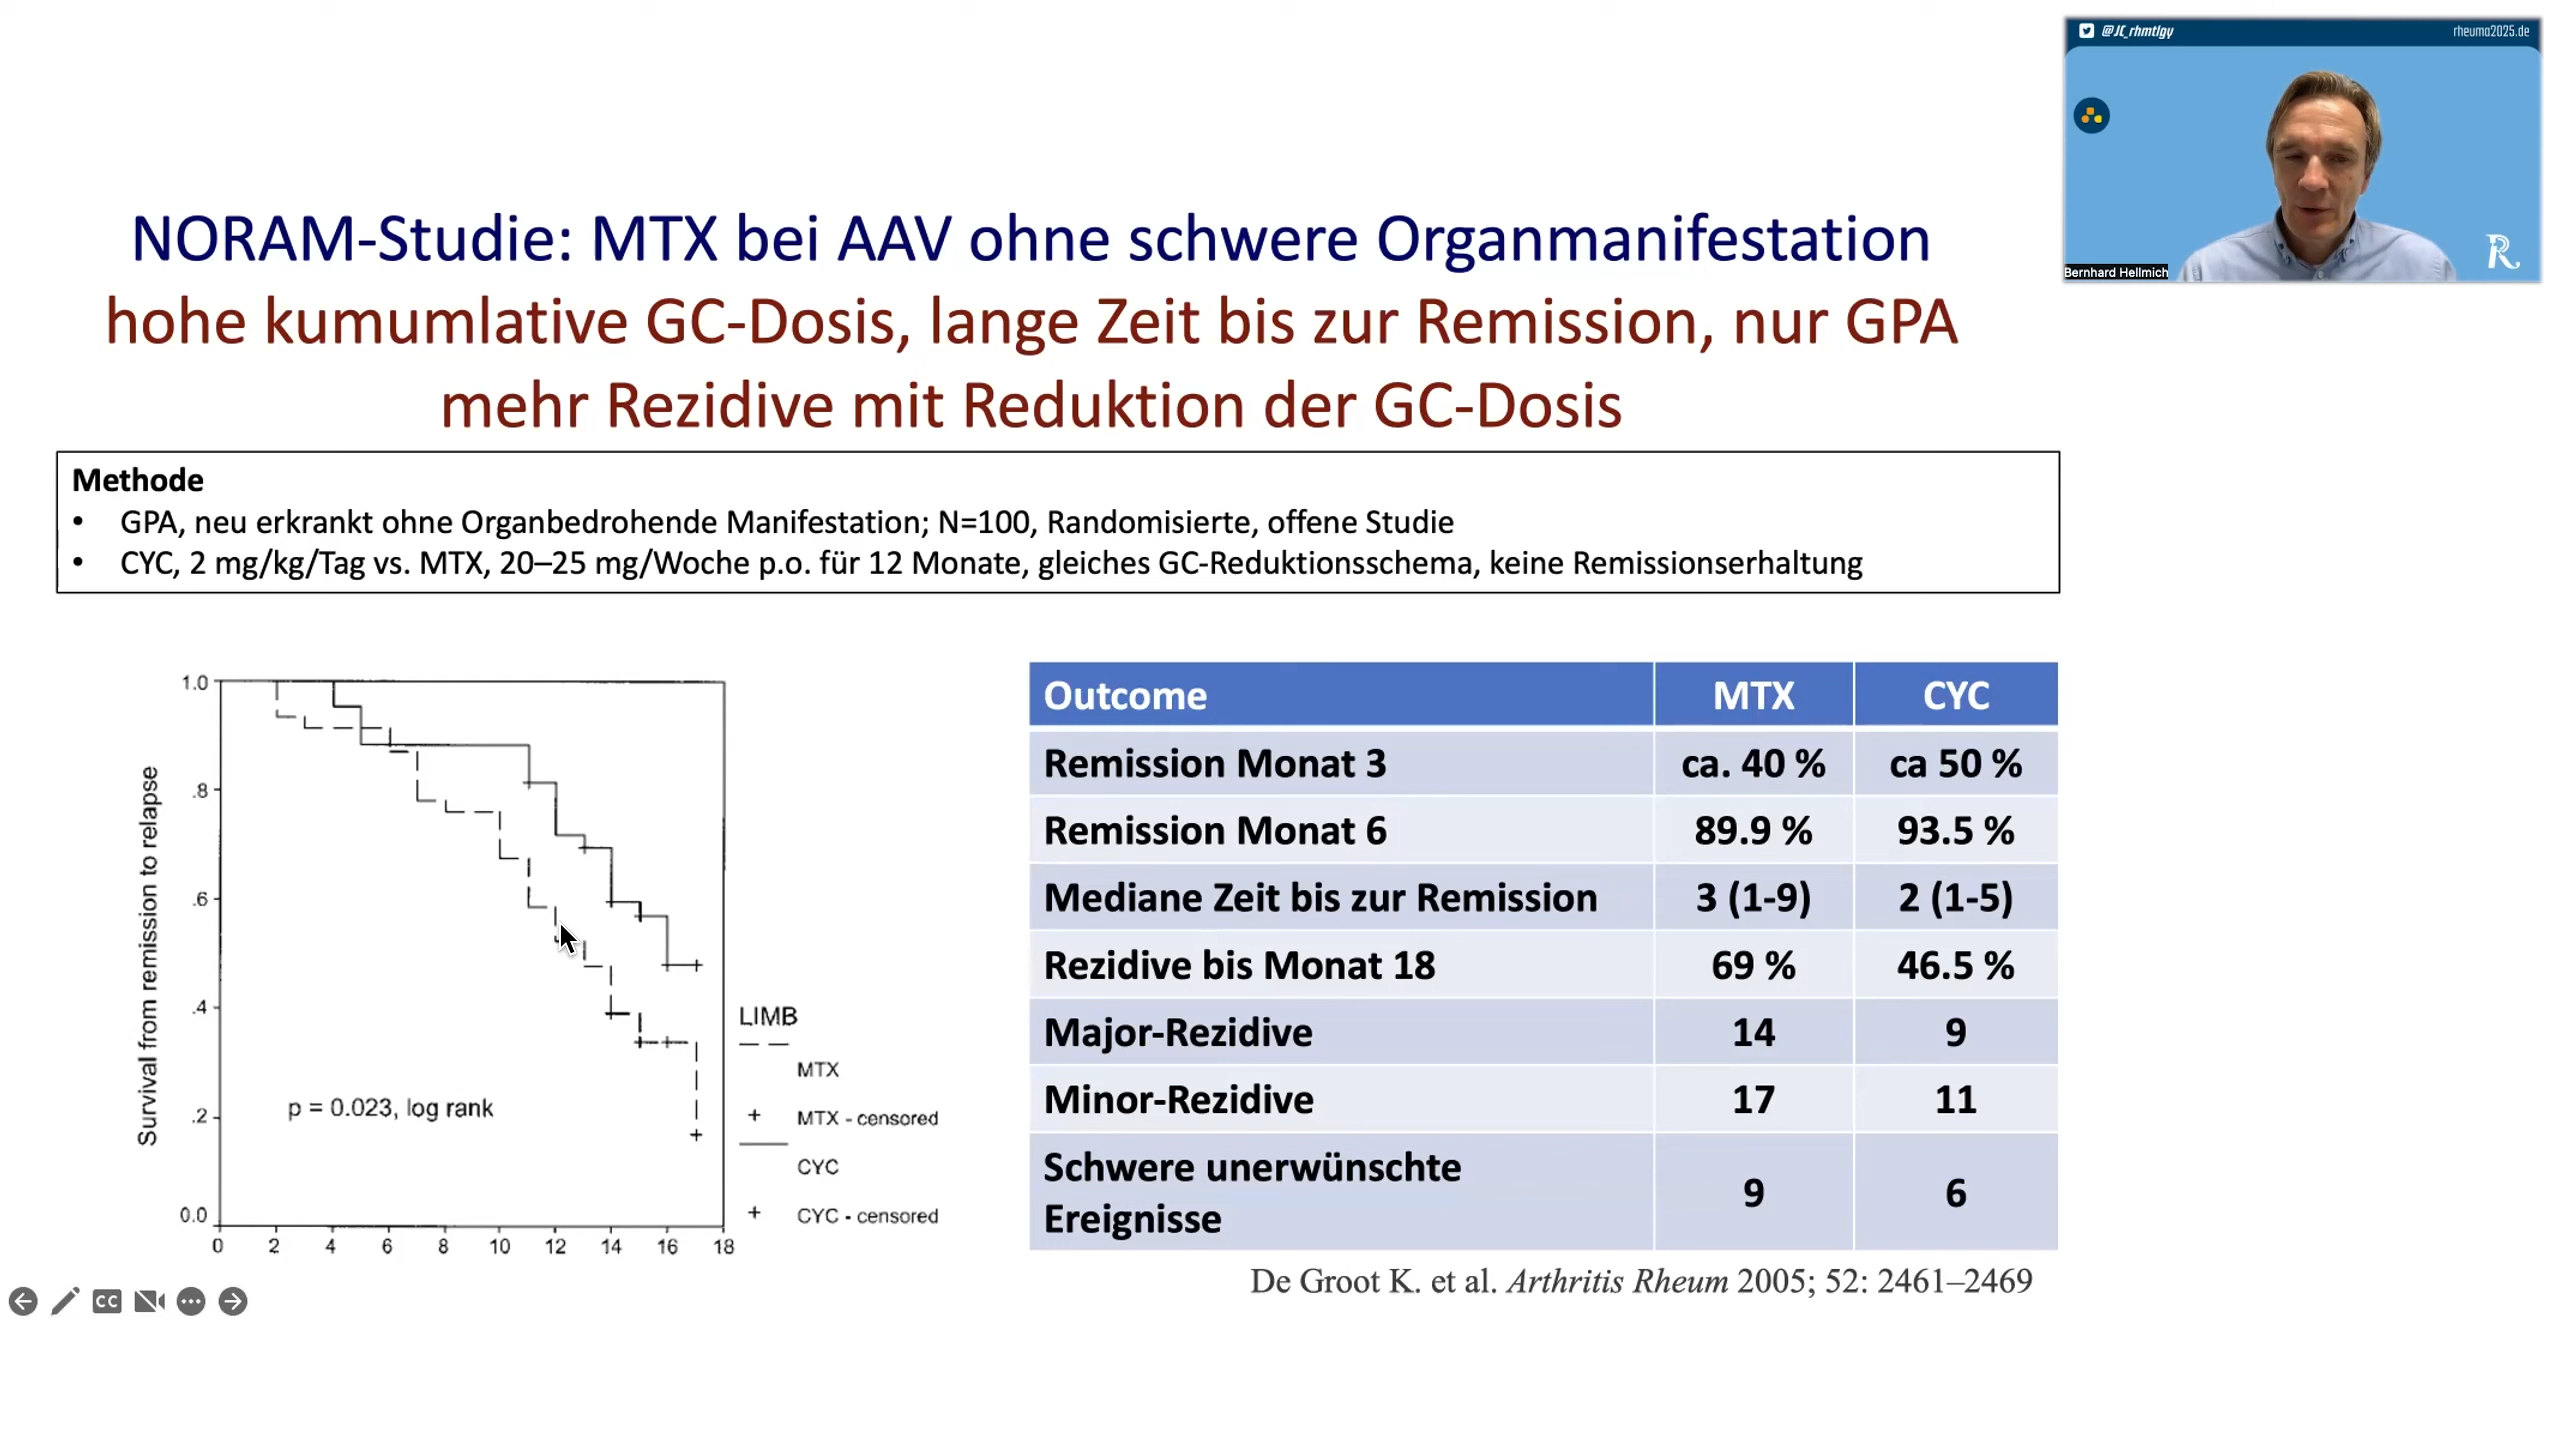 @JC_rhmtlgy
rheuma2025.de
Bernhard Hellmich
NORAM-Studie: MTX bei AAV ohne schwere Organmanifestation
hohe kumumlative GC-Dosis, lange Zeit bis zur Remission, nur GPA
mehr Rezidive mit Reduktion der GC-Dosis
Methode
• GPA, neu erkrankt ohne Organbedrohende Manifestation; N=100, Randomisierte, offene Studie
• CYC, 2 mg/kg/Tag vs. MTX, 20–25 mg/Woche p.o. für 12 Monate, gleiches GC-Reduktionsschema, keine Remissionserhaltung
Survival from remission to relapse
1.0
.8
.6
.4
.2
0.0
0 2 4 6 8 10 12 14 16 18
p = 0.023, log rank
LIMB
MTX
+ MTX - censored
CYC
+ CYC - censored
Outcome MTX CYC
Remission Monat 3 ca. 40 % ca 50 %
Remission Monat 6 89.9 % 93.5 %
Mediane Zeit bis zur Remission 3 (1-9) 2 (1-5)
Rezidive bis Monat 18 69 % 46.5 %
Major-Rezidive 14 9
Minor-Rezidive 17 11
Schwere unerwünschte
Ereignisse 9 6
De Groot K. et al. Arthritis Rheum 2005; 52: 2461–2469
CC